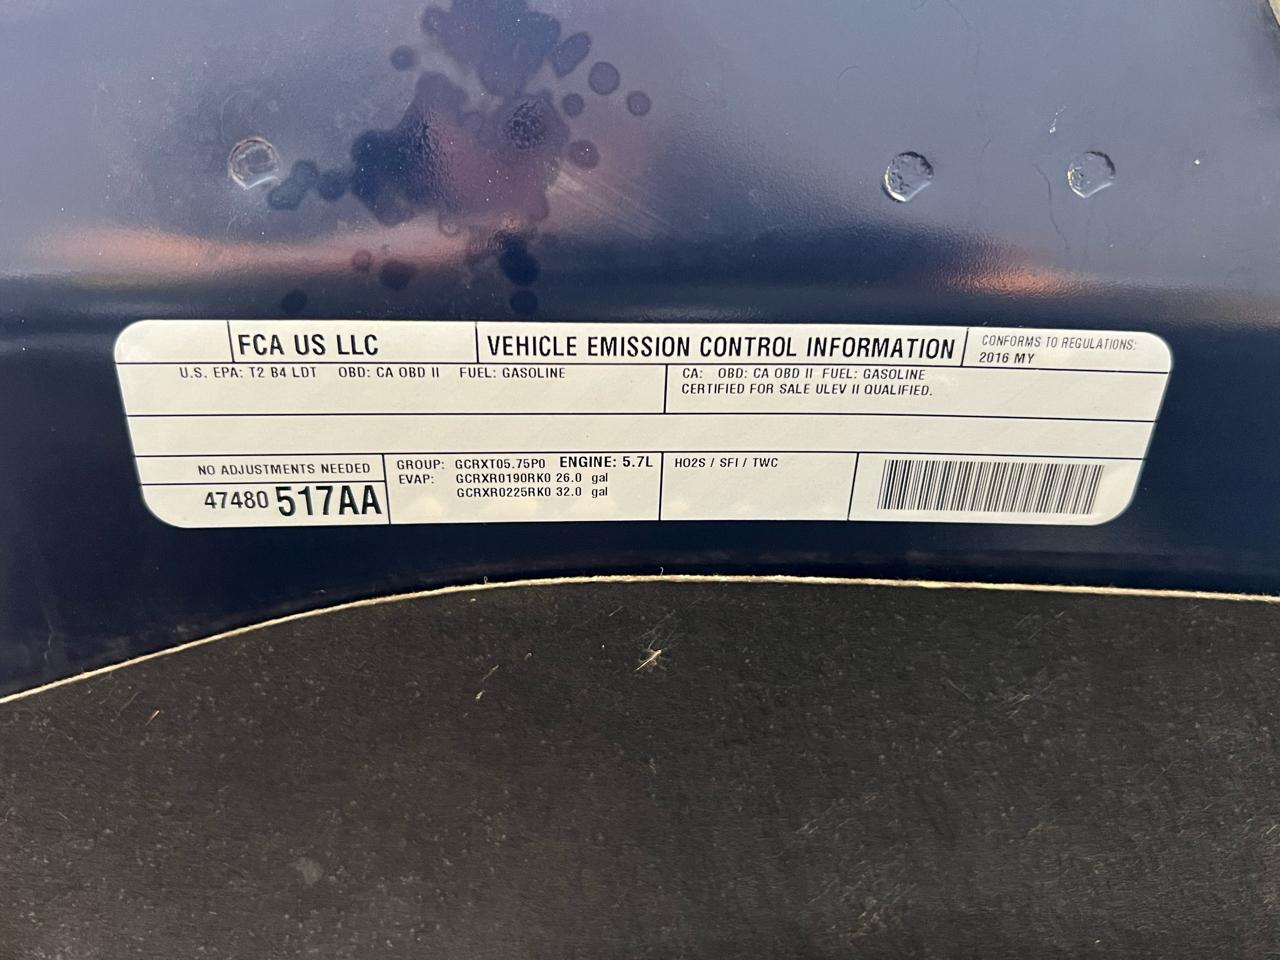 FCA US LLC
VEHICLE EMISSION CONTROL INFORMATION
CONFORMS TO REGULATIONS:
2016 MY
U.S. EPA: T2 B4 LDT OBD: CA OBD II FUEL: GASOLINE
CA: OBD: CA OBD II FUEL: GASOLINE
CERTIFIED FOR SALE ULEV II QUALIFIED.
NO ADJUSTMENTS NEEDED
47480 517AA
GROUP: GCRXT05.75P0 ENGINE: 5.7L
EVAP: GCRXR0190RK0 26.0 gal
GCRXR0225RK0 32.0 gal
HO2S / SFI / TWC